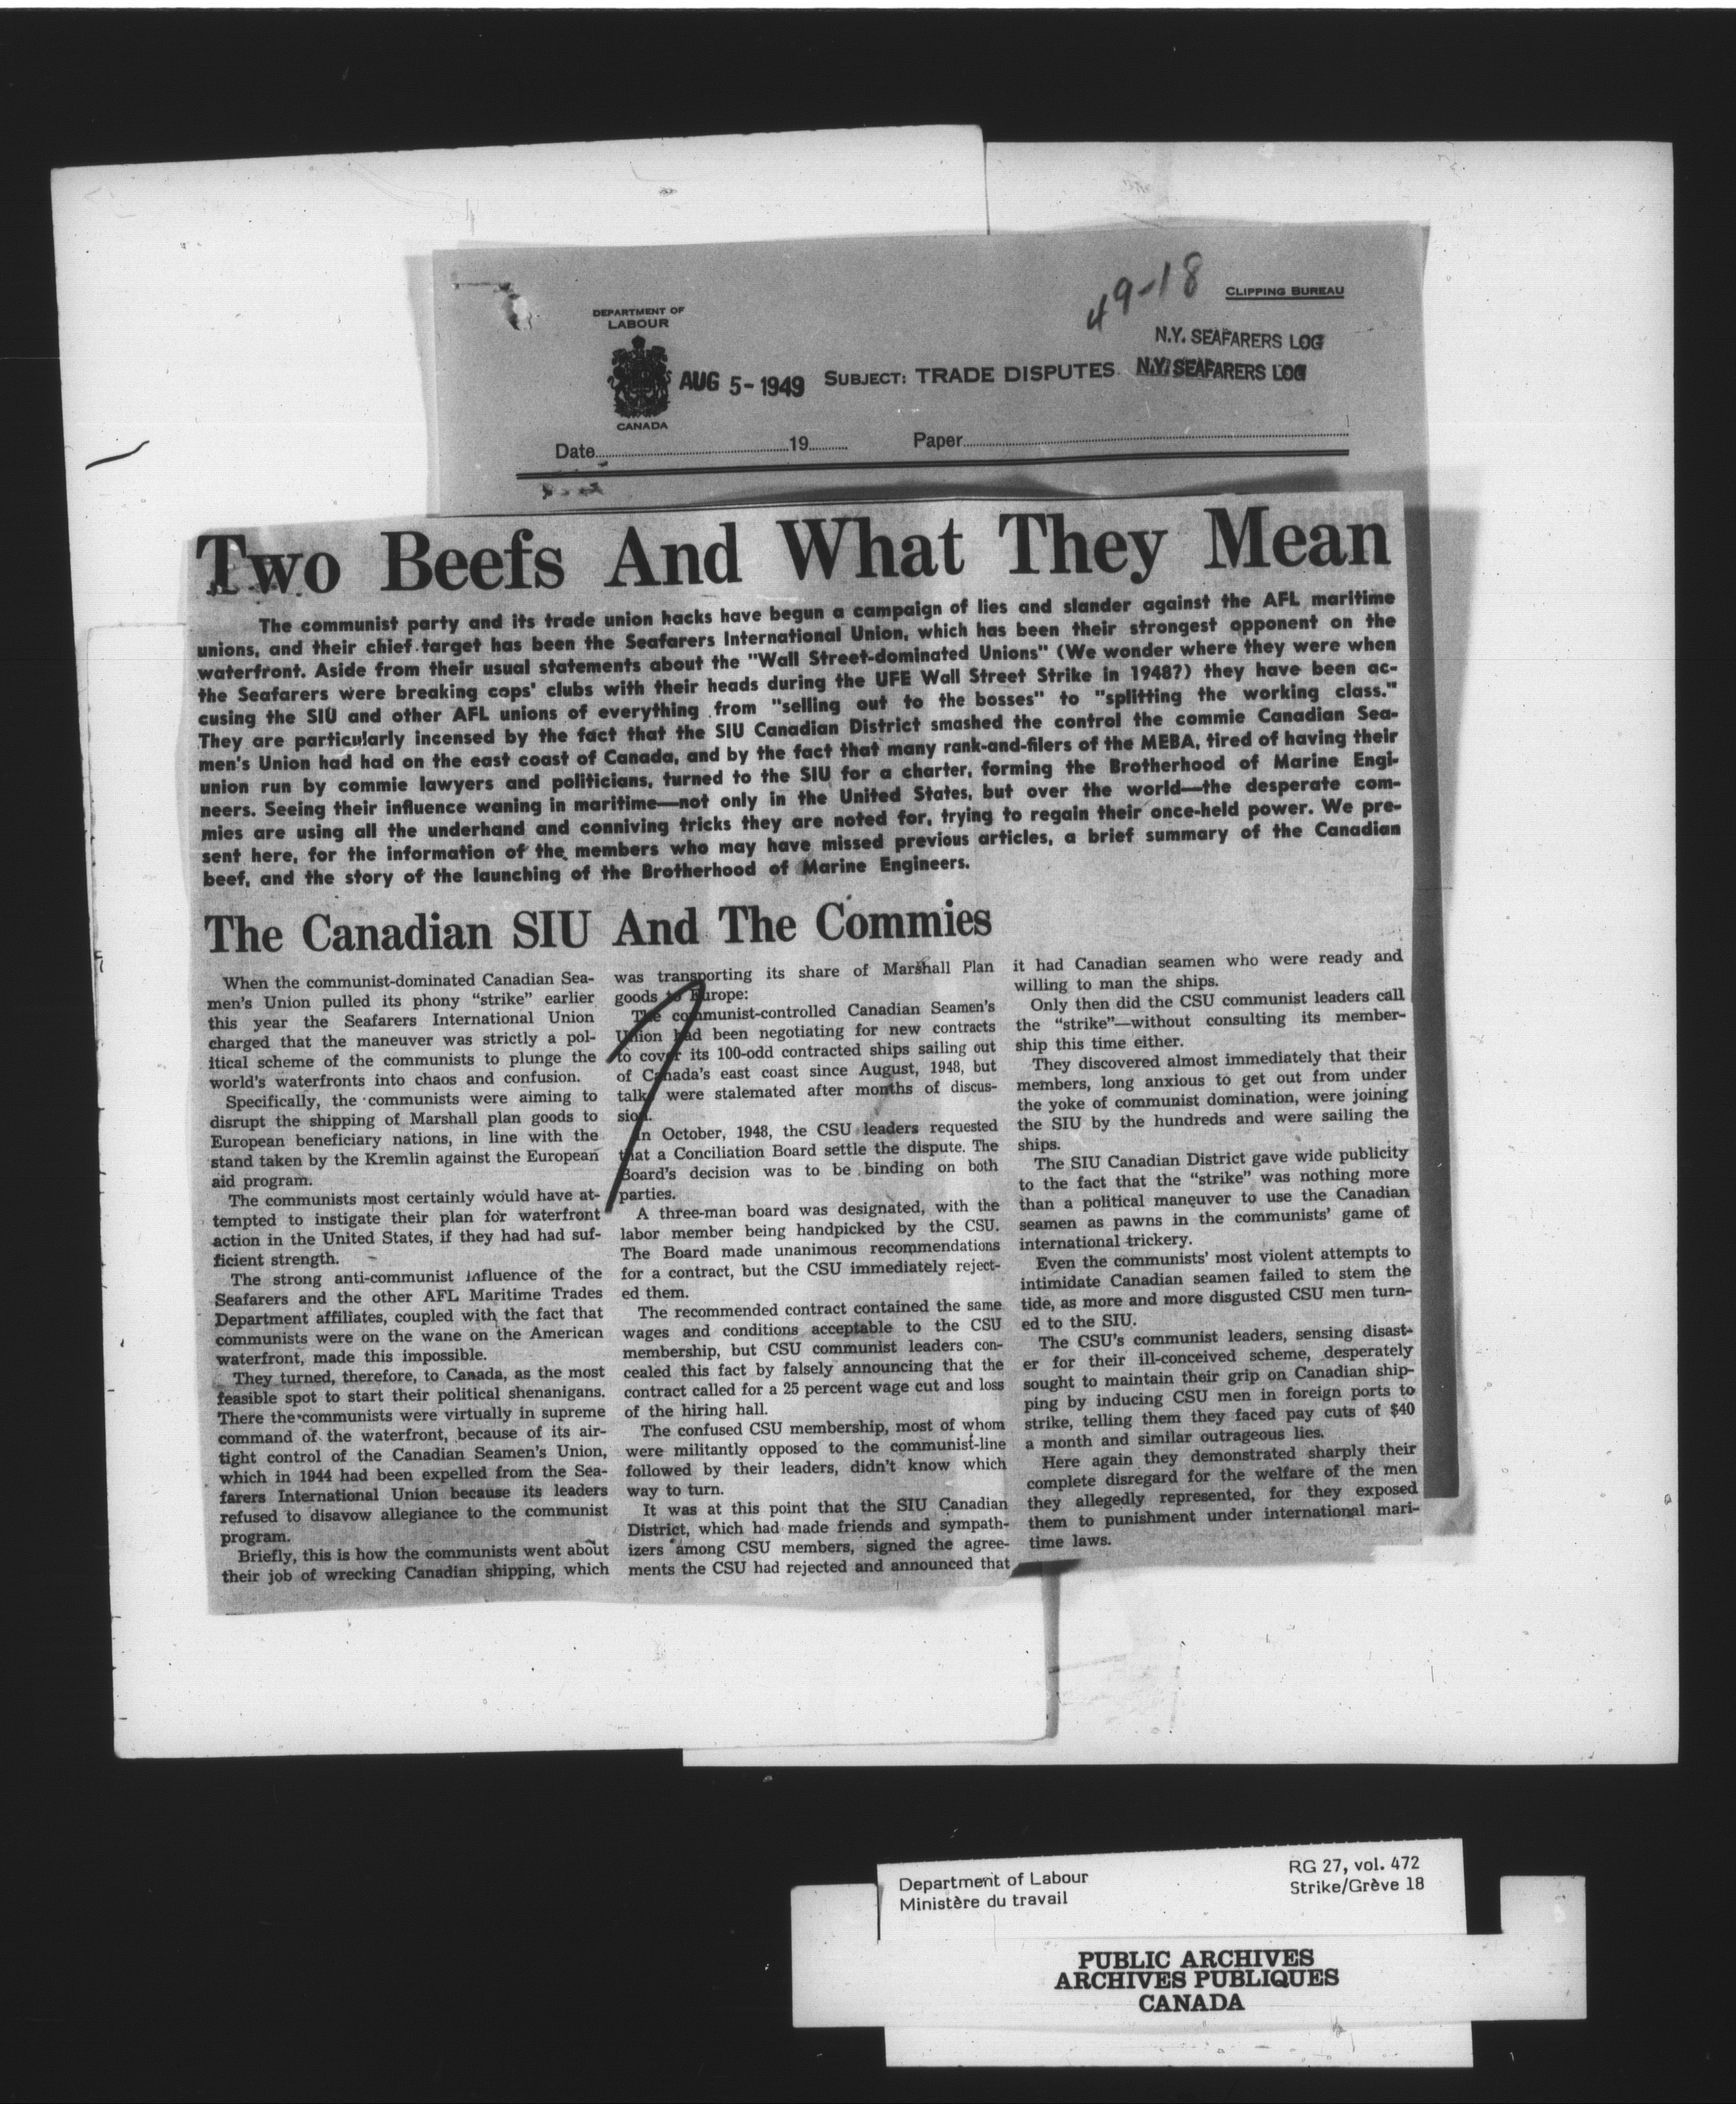 49-18
CLIPPING BUREAU
DEPARTMENT OF
LABOUR
N.Y. SEAFARERS LOG
AUG 5-1949 SUBJECT: TRADE DISPUTES N.Y. SEAFARERS LOG
CANADA
Date 19 Paper
Two Beefs And What They Mean
The communist party and its trade union hacks have begun a campaign of lies and slander against the AFL maritime
unions, and their chief target has been the Seafarers International Union, which has been their strongest opponent on the
waterfront. Aside from their usual statements about the "Wall Street-dominated Unions" (We wonder where they were when
the Seafarers were breaking cops' clubs with their heads during the UFE Wall Street Strike in 1948?) they have been ac-
cusing the SIU and other AFL unions of everything from "selling out to the bosses" to "splitting the working class."
They are particularly incensed by the fact that the SIU Canadian District smashed the control the commie Canadian Sea-
men's Union had had on the east coast of Canada, and by the fact that many rank-and-filers of the MEBA, tired of having their
union run by commie lawyers and politicians, turned to the SIU for a charter, forming the Brotherhood of Marine Engi-
neers. Seeing their influence waning in maritime—not only in the United States, but over the world—the desperate com-
mies are using all the underhand and conniving tricks they are noted for, trying to regain their once-held power. We pre-
sent here, for the information of the members who may have missed previous articles, a brief summary of the Canadian
beef, and the story of the launching of the Brotherhood of Marine Engineers.
The Canadian SIU And The Commies
When the communist-dominated Canadian Sea-
men's Union pulled its phony "strike" earlier
this year the Seafarers International Union
charged that the maneuver was strictly a pol-
itical scheme of the communists to plunge the
world's waterfronts into chaos and confusion.
Specifically, the communists were aiming to
disrupt the shipping of Marshall plan goods to
European beneficiary nations, in line with the
stand taken by the Kremlin against the European
aid program.
The communists most certainly would have at-
tempted to instigate their plan for waterfront
action in the United States, if they had had suf-
ficient strength.
The strong anti-communist influence of the
Seafarers and the other AFL Maritime Trades
Department affiliates, coupled with the fact that
communists were on the wane on the American
waterfront, made this impossible.
They turned, therefore, to Canada, as the most
feasible spot to start their political shenanigans.
There the communists were virtually in supreme
command of the waterfront, because of its air-
tight control of the Canadian Seamen's Union,
which in 1944 had been expelled from the Sea-
farers International Union because its leaders
refused to disavow allegiance to the communist
program.
Briefly, this is how the communists went about
their job of wrecking Canadian shipping, which
was transporting its share of Marshall Plan
goods to Europe:
The communist-controlled Canadian Seamen's
Union had been negotiating for new contracts
to cover its 100-odd contracted ships sailing out
of Canada's east coast since August, 1948, but
talks were stalemated after months of discus-
sion.
In October, 1948, the CSU leaders requested
that a Conciliation Board settle the dispute. The
Board's decision was to be binding on both
parties.
A three-man board was designated, with the
labor member being handpicked by the CSU.
The Board made unanimous recommendations
for a contract, but the CSU immediately reject-
ed them.
The recommended contract contained the same
wages and conditions acceptable to the CSU
membership, but CSU communist leaders con-
cealed this fact by falsely announcing that the
contract called for a 25 percent wage cut and loss
of the hiring hall.
The confused CSU membership, most of whom
were militantly opposed to the communist-line
followed by their leaders, didn't know which
way to turn.
It was at this point that the SIU Canadian
District, which had made friends and sympath-
izers among CSU members, signed the agree-
ments the CSU had rejected and announced that
it had Canadian seamen who were ready and
willing to man the ships.
Only then did the CSU communist leaders call
the "strike"—without consulting its member-
ship this time either.
They discovered almost immediately that their
members, long anxious to get out from under
the yoke of communist domination, were joining
the SIU by the hundreds and were sailing the
ships.
The SIU Canadian District gave wide publicity
to the fact that the "strike" was nothing more
than a political maneuver to use the Canadian
seamen as pawns in the communists' game of
international trickery.
Even the communists' most violent attempts to
intimidate Canadian seamen failed to stem the
tide, as more and more disgusted CSU men turn-
ed to the SIU.
The CSU's communist leaders, sensing disast-
er for their ill-conceived scheme, desperately
sought to maintain their grip on Canadian ship-
ping by inducing CSU men in foreign ports to
strike, telling them they faced pay cuts of $40
a month and similar outrageous lies.
Here again they demonstrated sharply their
complete disregard for the welfare of the men
they allegedly represented, for they exposed
them to punishment under international mari-
time laws.
Department of Labour
Ministère du travail
RG 27, vol. 472
Strike/Grève 18
PUBLIC ARCHIVES
ARCHIVES PUBLIQUES
CANADA